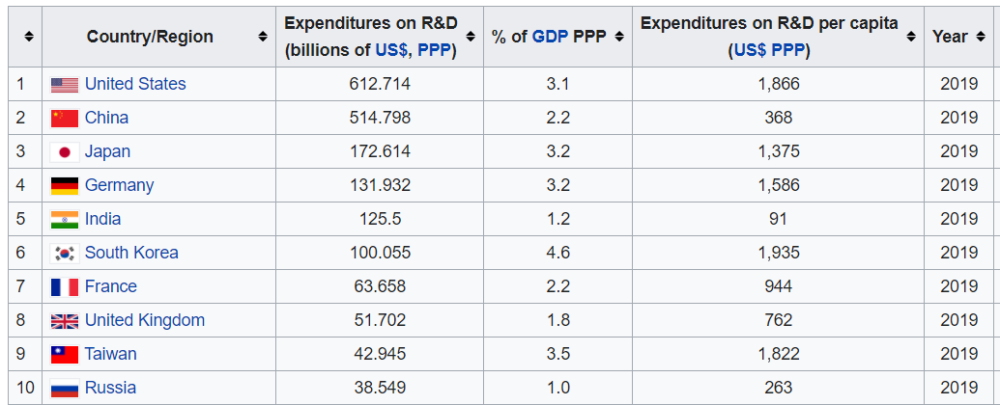 Country/Region Expenditures on R&D (billions of US$, PPP) % of GDP PPP Expenditures on R&D per capita (US$ PPP) Year
1 United States 612.714 3.1 1,866 2019
2 China 514.798 2.2 368 2019
3 Japan 172.614 3.2 1,375 2019
4 Germany 131.932 3.2 1,586 2019
5 India 125.5 1.2 91 2019
6 South Korea 100.055 4.6 1,935 2019
7 France 63.658 2.2 944 2019
8 United Kingdom 51.702 1.8 762 2019
9 Taiwan 42.945 3.5 1,822 2019
10 Russia 38.549 1.0 263 2019